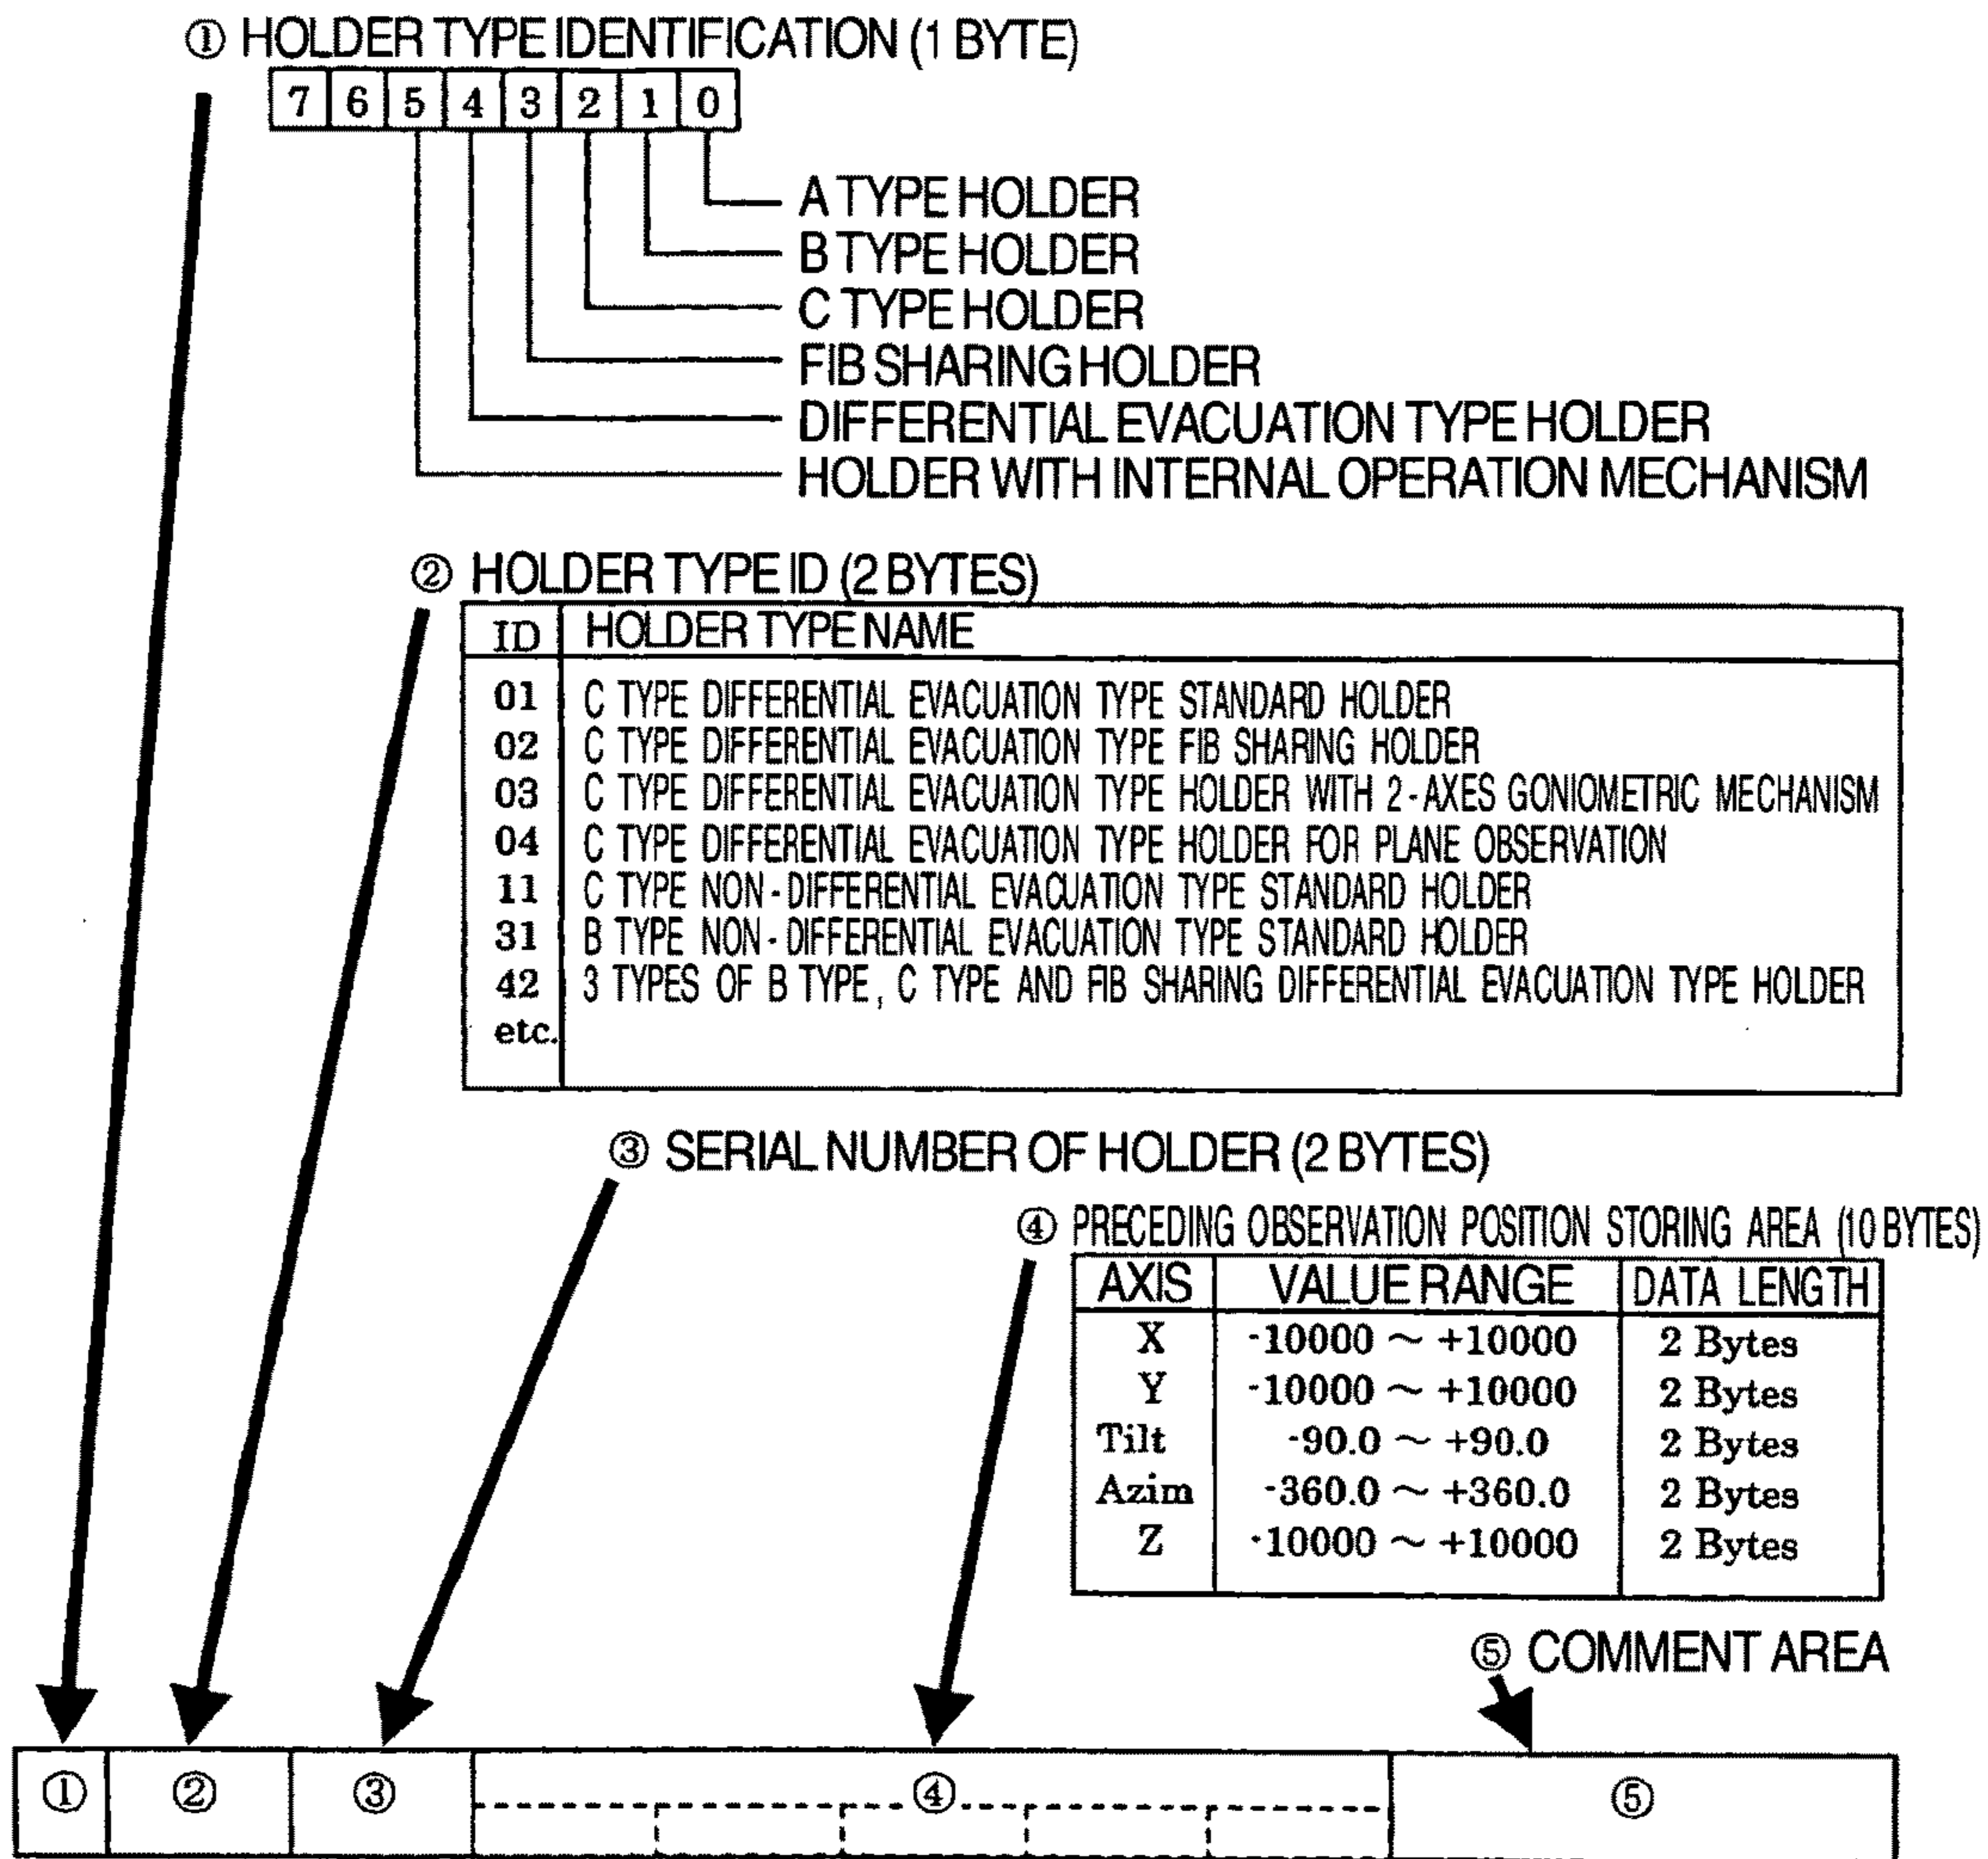 ① HOLDER TYPE IDENTIFICATION (1 BYTE)
7 6 5 4 3 2 1 0
A TYPE HOLDER
B TYPE HOLDER
C TYPE HOLDER
FIB SHARING HOLDER
DIFFERENTIAL EVACUATION TYPE HOLDER
HOLDER WITH INTERNAL OPERATION MECHANISM
② HOLDER TYPE ID (2 BYTES)
ID HOLDER TYPE NAME
01 C TYPE DIFFERENTIAL EVACUATION TYPE STANDARD HOLDER
02 C TYPE DIFFERENTIAL EVACUATION TYPE FIB SHARING HOLDER
03 C TYPE DIFFERENTIAL EVACUATION TYPE HOLDER WITH 2-AXES GONIOMETRIC MECHANISM
04 C TYPE DIFFERENTIAL EVACUATION TYPE HOLDER FOR PLANE OBSERVATION
11 C TYPE NON-DIFFERENTIAL EVACUATION TYPE STANDARD HOLDER
31 B TYPE NON-DIFFERENTIAL EVACUATION TYPE STANDARD HOLDER
42 3 TYPES OF B TYPE, C TYPE AND FIB SHARING DIFFERENTIAL EVACUATION TYPE HOLDER
etc.
③ SERIAL NUMBER OF HOLDER (2 BYTES)
④ PRECEDING OBSERVATION POSITION STORING AREA (10 BYTES)
AXIS VALUE RANGE DATA LENGTH
X -10000 ~ +10000 2 Bytes
Y -10000 ~ +10000 2 Bytes
Tilt -90.0 ~ +90.0 2 Bytes
Azim -360.0 ~ +360.0 2 Bytes
Z -10000 ~ +10000 2 Bytes
⑤ COMMENT AREA
① ② ③ ④ ⑤